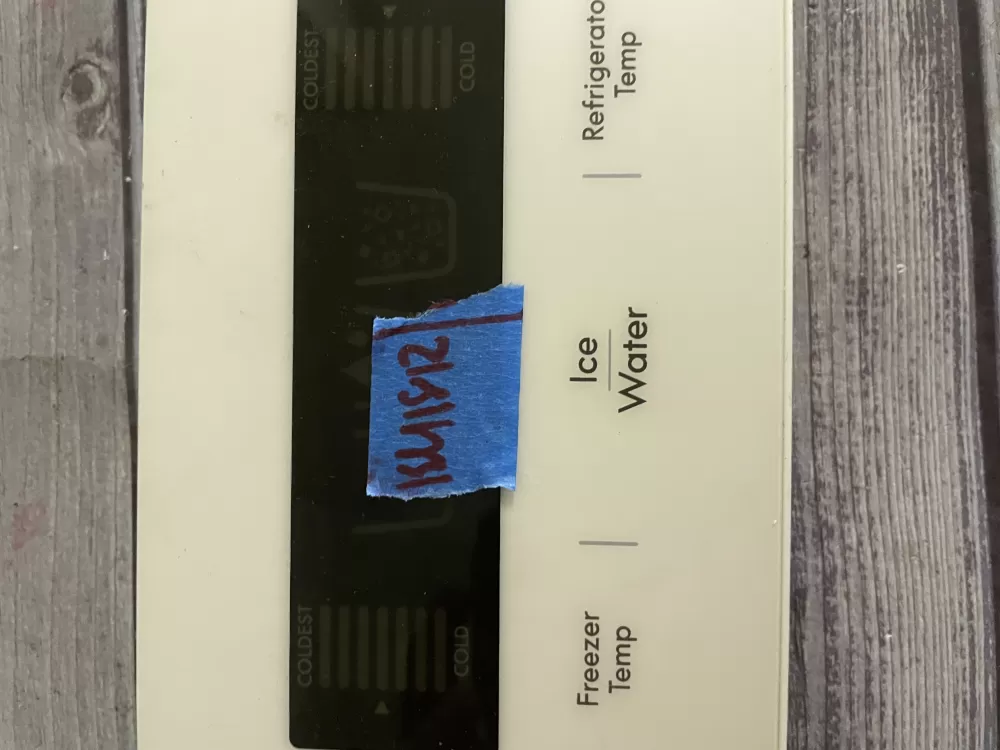 COLDEST
COLD
COLDEST
COLD
Freezer
Temp
Ice
Water
Refrigerato
Temp